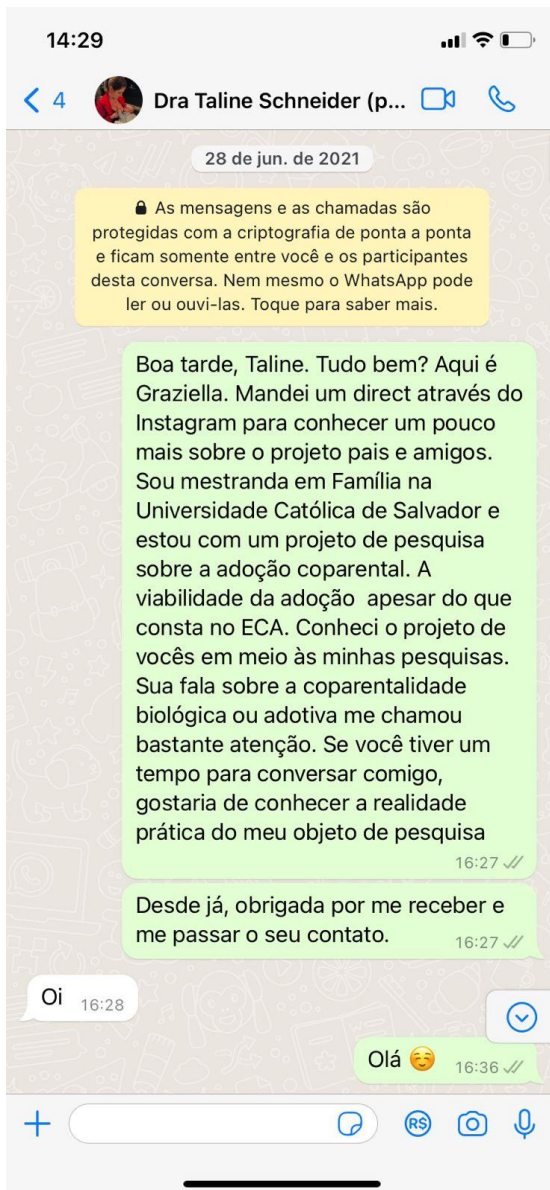 14:29
4 Dra Taline Schneider (p...
28 de jun. de 2021
As mensagens e as chamadas são
protegidas com a criptografia de ponta a ponta
e ficam somente entre você e os participantes
desta conversa. Nem mesmo o WhatsApp pode
ler ou ouvi-las. Toque para saber mais.
Boa tarde, Taline. Tudo bem? Aqui é
Graziella. Mandei um direct através do
Instagram para conhecer um pouco
mais sobre o projeto pais e amigos.
Sou mestranda em Família na
Universidade Católica de Salvador e
estou com um projeto de pesquisa
sobre a adoção coparental. A
viabilidade da adoção  apesar do que
consta no ECA. Conheci o projeto de
vocês em meio às minhas pesquisas.
Sua fala sobre a coparentalidade
biológica ou adotiva me chamou
bastante atenção. Se você tiver um
tempo para conversar comigo,
gostaria de conhecer a realidade
prática do meu objeto de pesquisa
16:27
Desde já, obrigada por me receber e
me passar o seu contato. 16:27
Oi 16:28
Olá ☺️ 16:36
R$